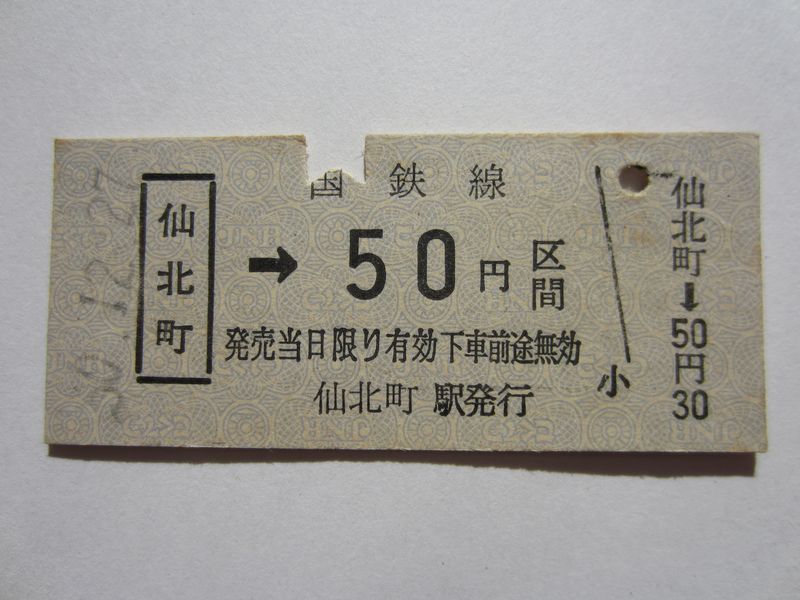 国鉄線
仙北町
➡ 50円 区間
発売当日限り有効下車前途無効
仙北町 駅発行
小
仙北町➡50円 30
12.27